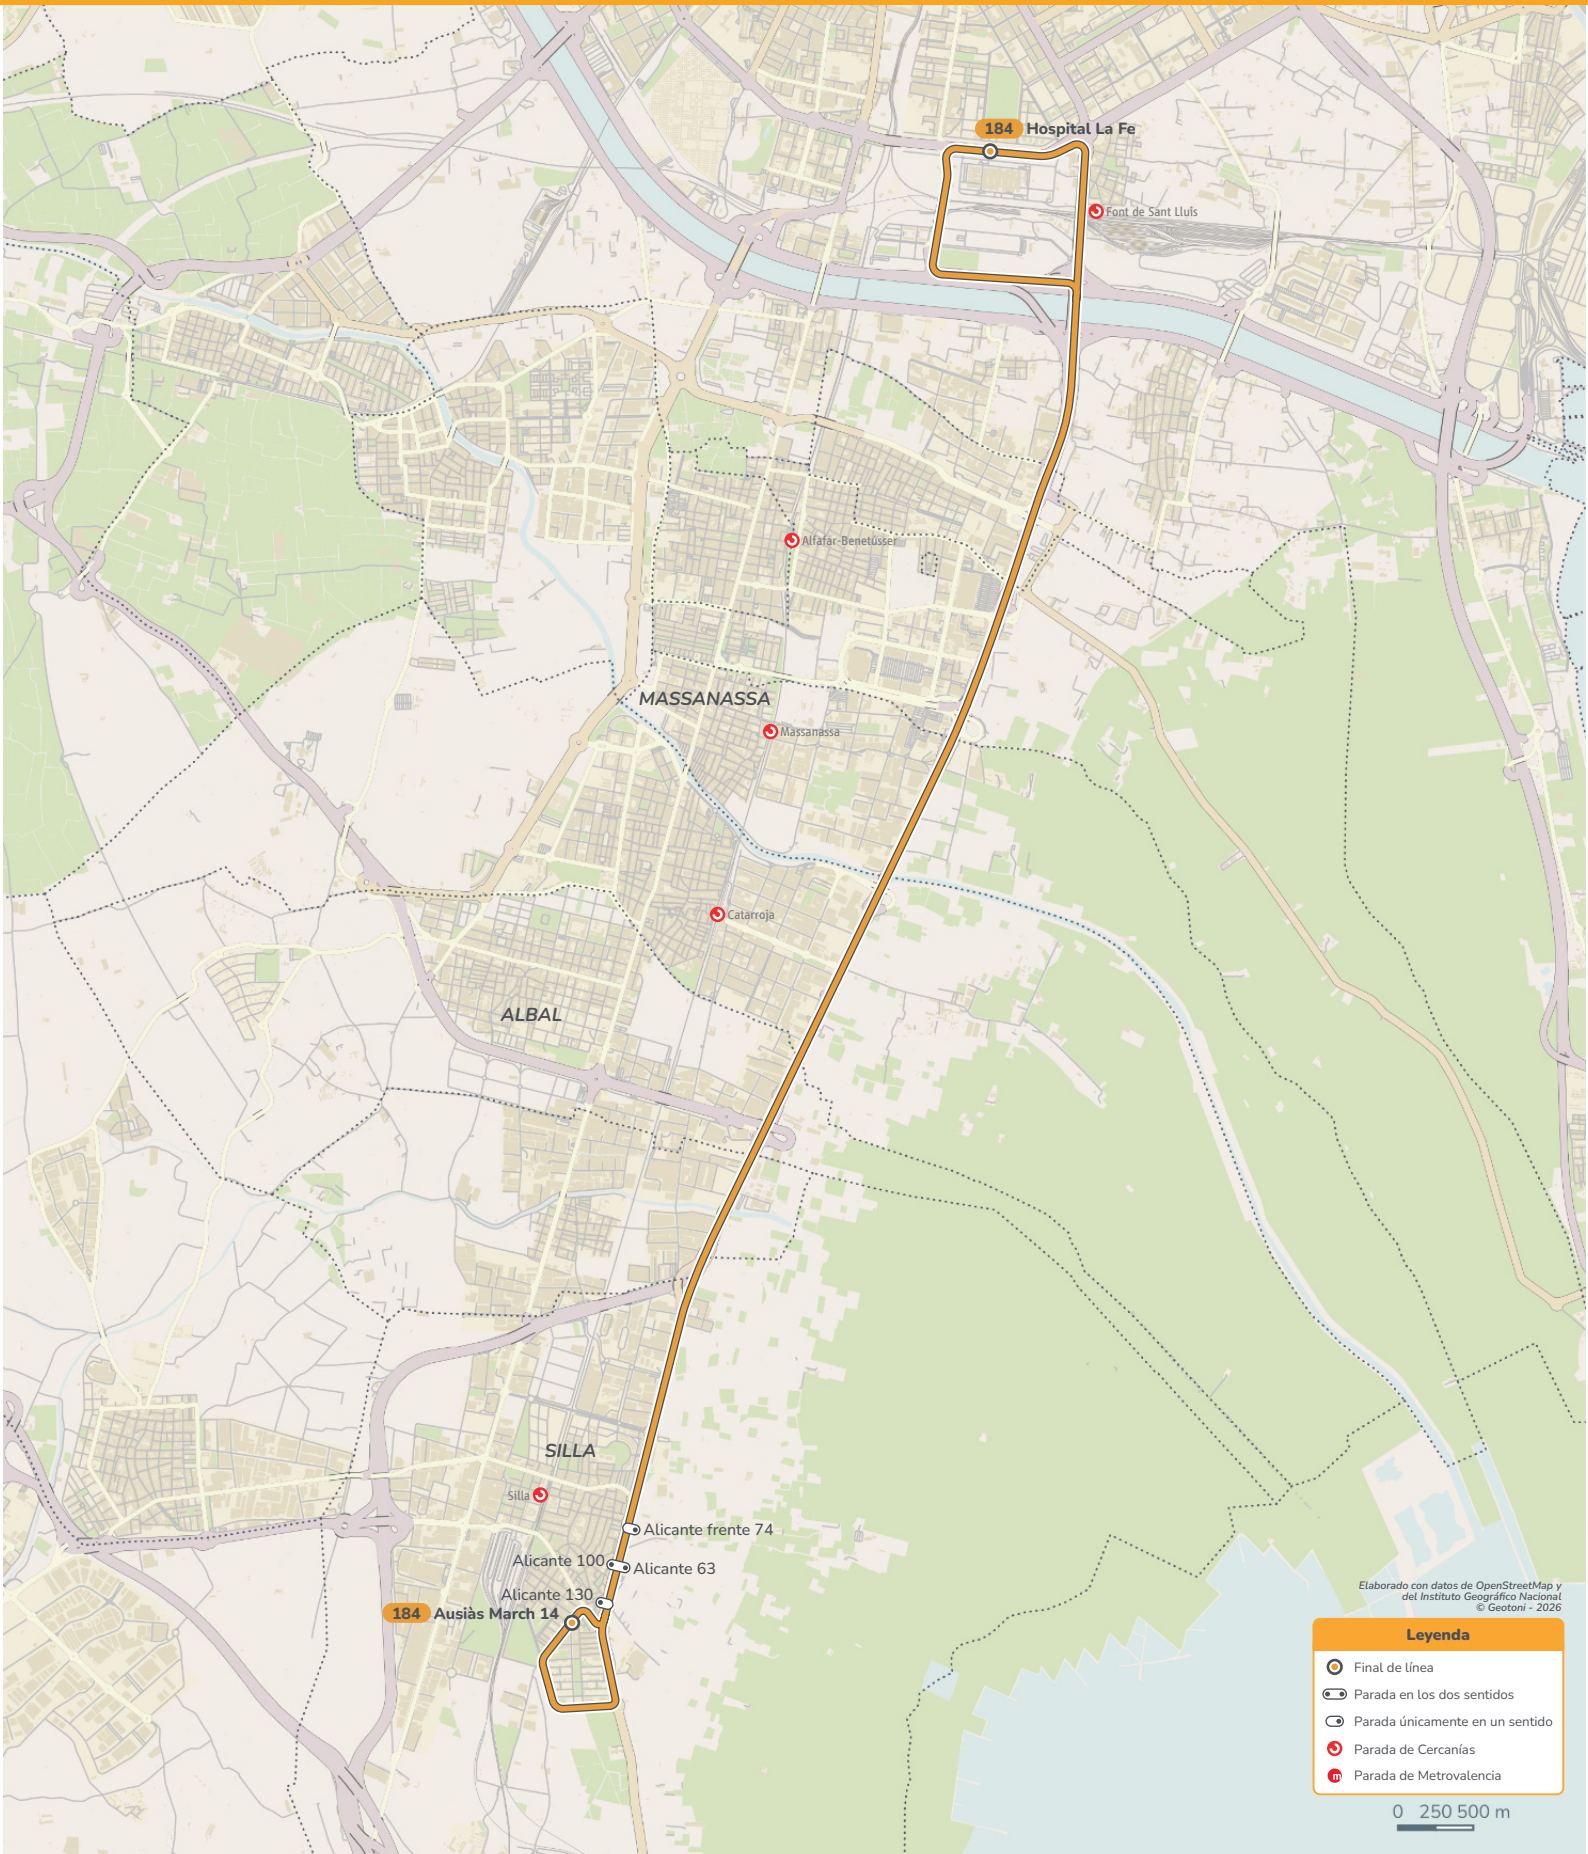 184 Hospital La Fe
Font de Sant Lluís
Alfafar-Benetússer
MASSANASSA
Massanassa
Catarroja
ALBAL
SILLA
Silla
Alicante frente 74
Alicante 100
Alicante 63
Alicante 130
184 Ausiàs March 14
Elaborado con datos de OpenStreetMap y
del Instituto Geográfico Nacional
© Geotoni - 2026
Leyenda
Final de línea
Parada en los dos sentidos
Parada únicamente en un sentido
Parada de Cercanías
m Parada de Metrovalencia
0 250 500 m